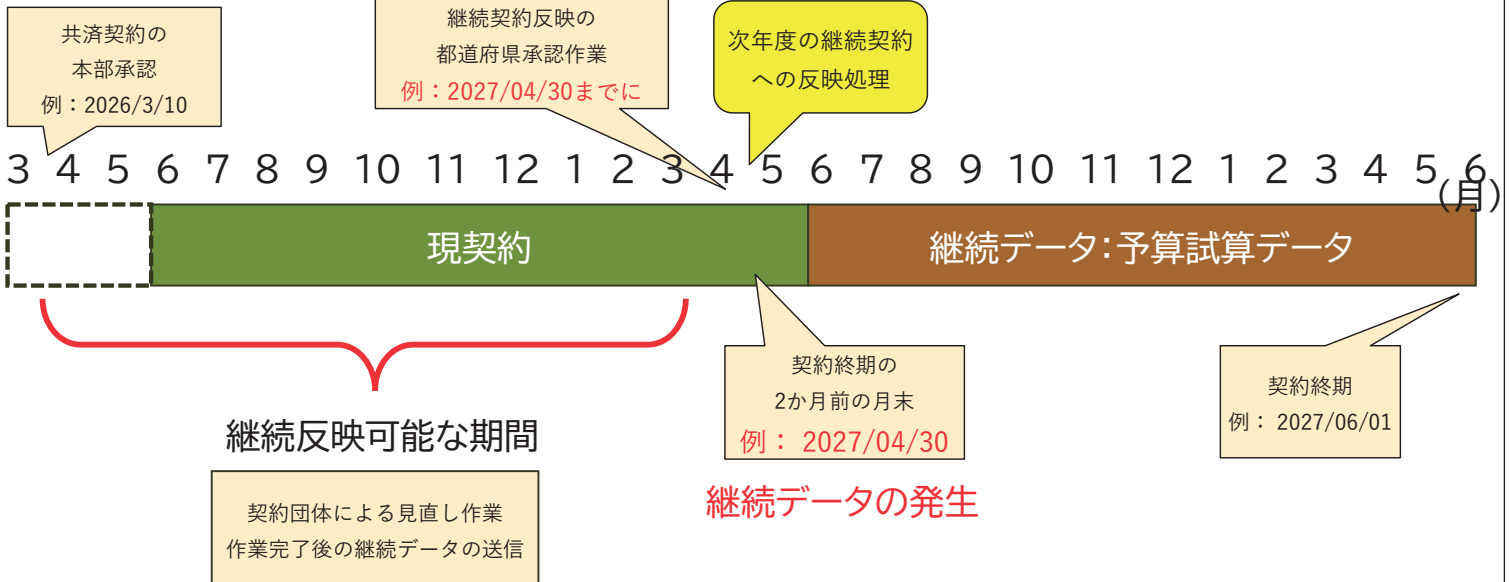 共済契約の
本部承認
例：2026/3/10
継続契約反映の
都道府県承認作業
例：2027/04/30までに
次年度の継続契約
への反映処理
3 4 5 6 7 8 9 10 11 12 1 2 3 4 5 6 7 8 9 10 11 12 1 2 3 4 5 6
(月)
現契約
継続データ：予算試算データ
継続反映可能な期間
契約団体による見直し作業
作業完了後の継続データの送信
契約終期の
2か月前の月末
例： 2027/04/30
継続データの発生
契約終期
例： 2027/06/01